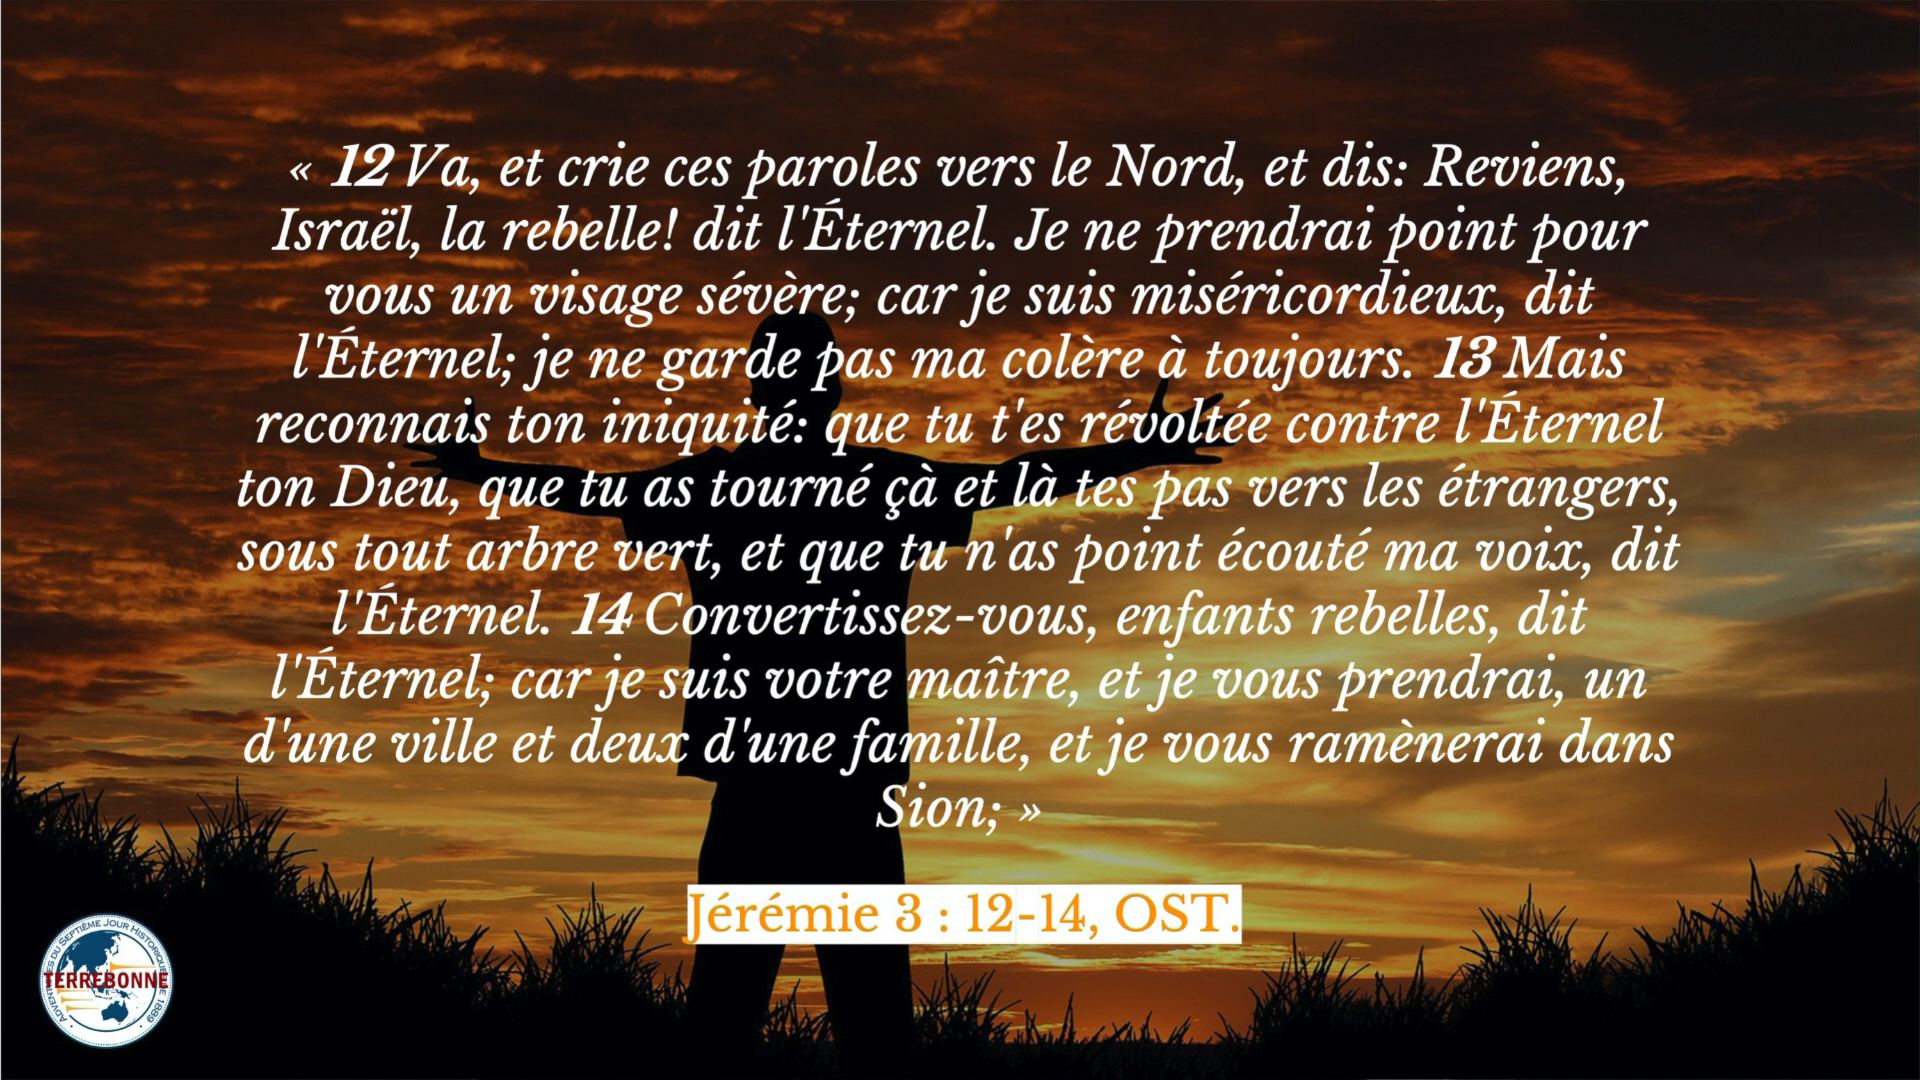 « 12 Va, et crie ces paroles vers le Nord, et dis: Reviens,
Israël, la rebelle! dit l'Éternel. Je ne prendrai point pour
vous un visage sévère; car je suis miséricordieux, dit
l'Éternel; je ne garde pas ma colère à toujours. 13 Mais
reconnais ton iniquité: que tu t'es révoltée contre l'Éternel
ton Dieu, que tu as tourné çà et là tes pas vers les étrangers,
sous tout arbre vert, et que tu n'as point écouté ma voix, dit
l'Éternel. 14 Convertissez-vous, enfants rebelles, dit
l'Éternel; car je suis votre maître, et je vous prendrai, un
d'une ville et deux d'une famille, et je vous ramènerai dans
Sion; »
Jérémie 3 : 12-14, OST.
DU SEPTIÈME JOUR HISTORIQUE
TERREBONNE
1889